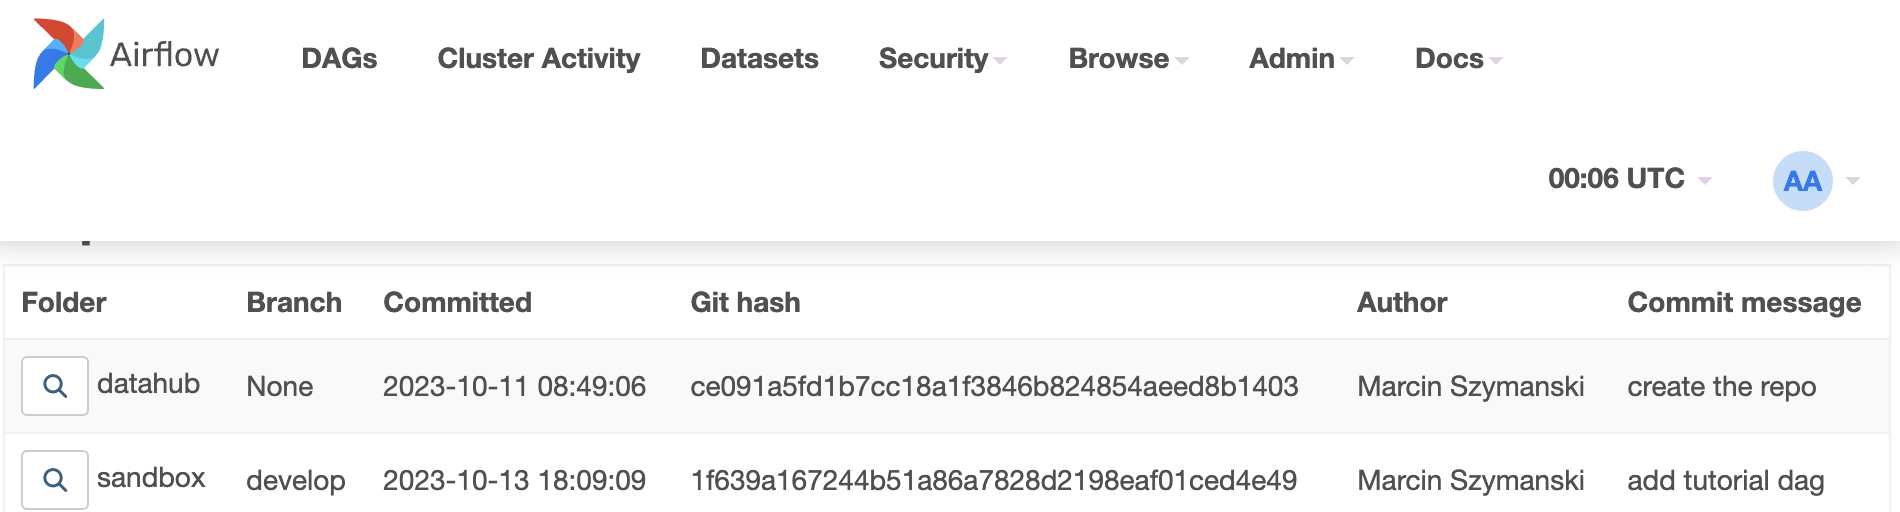 Airflow DAGs Cluster Activity Datasets Security Browse Admin Docs
00:06 UTC AA
Folder Branch Committed Git hash Author Commit message
datahub None 2023-10-11 08:49:06 ce091a5fd1b7cc18a1f3846b824854aeed8b1403 Marcin Szymanski create the repo
sandbox develop 2023-10-13 18:09:09 1f639a167244b51a86a7828d2198eaf01ced4e49 Marcin Szymanski add tutorial dag